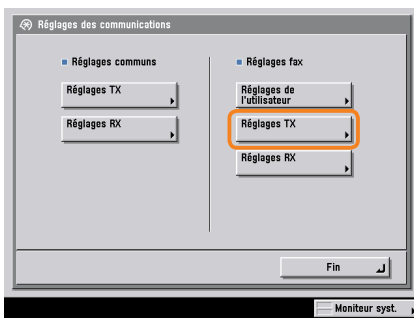 Réglages des communications
Réglages communs
Réglages TX
Réglages RX
Réglages fax
Réglages de
l'utilisateur
Réglages TX
Réglages RX
Fin
Moniteur syst.